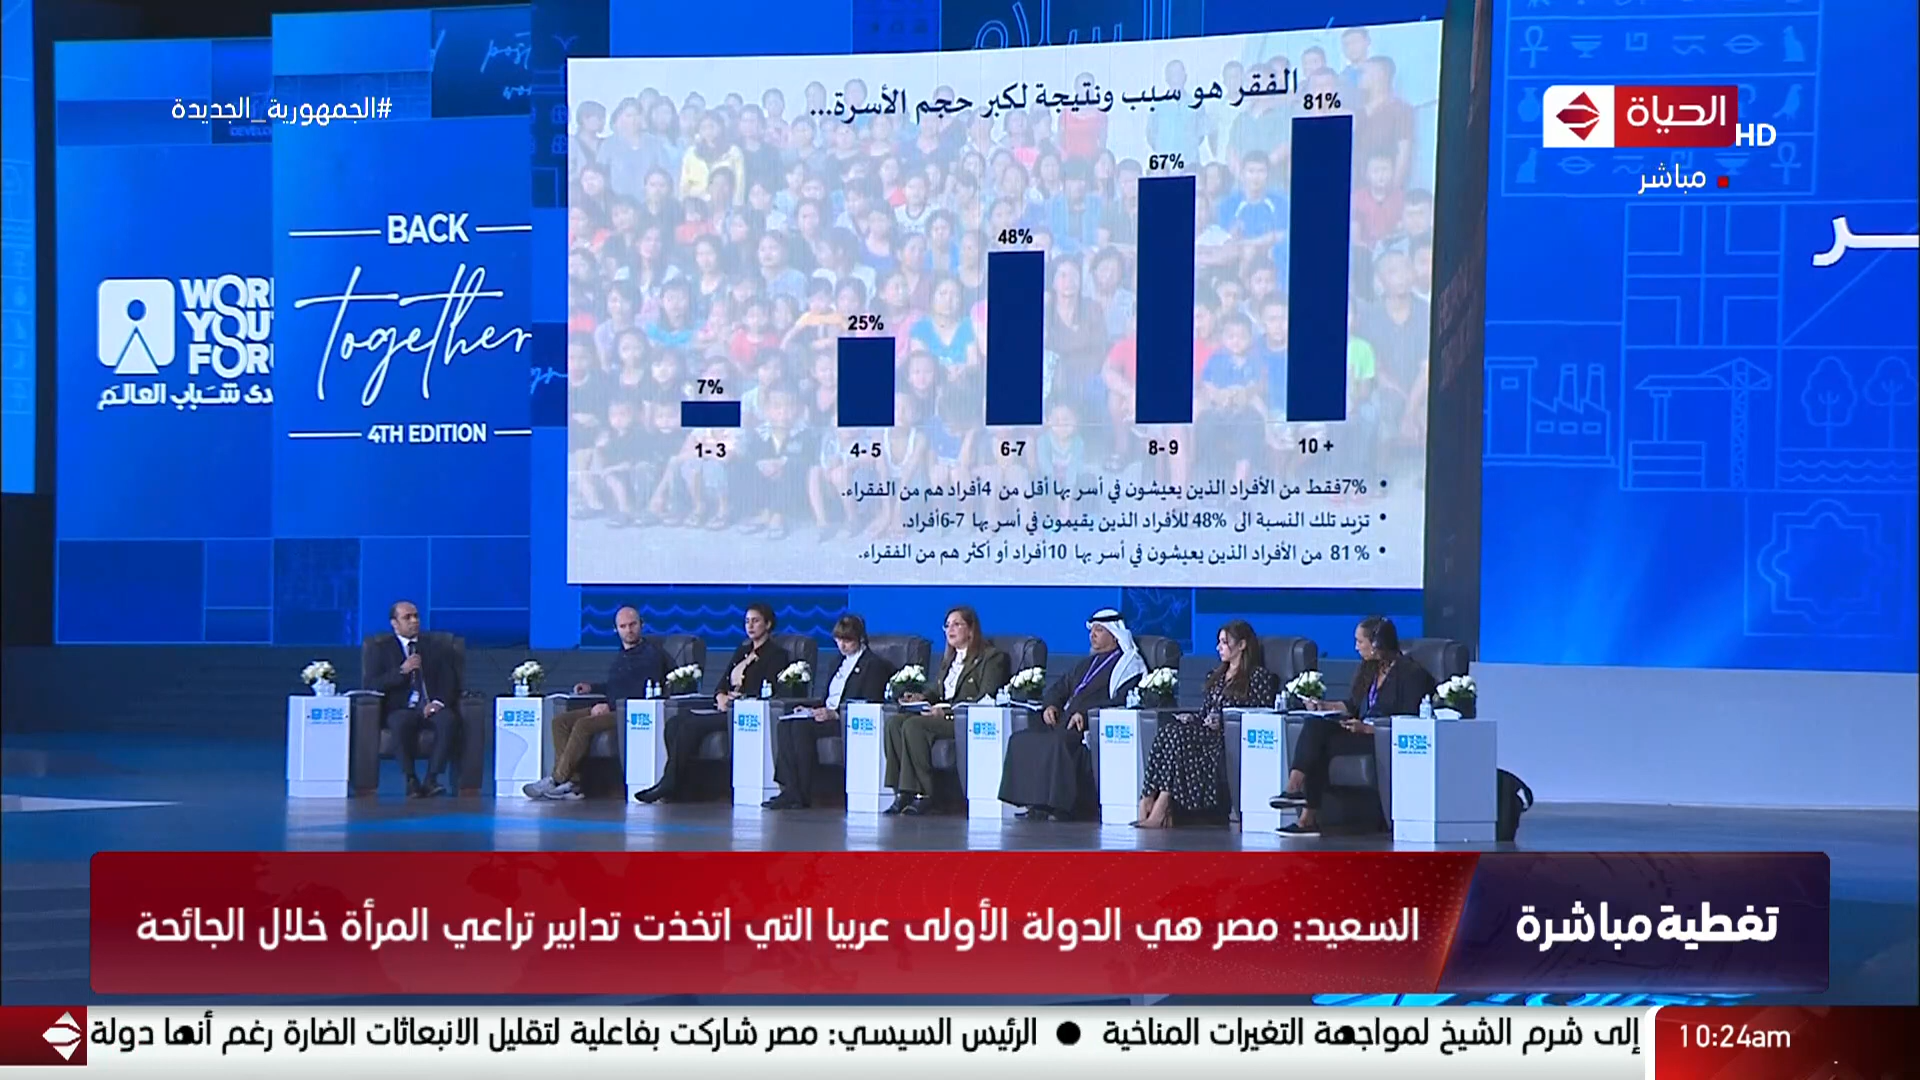 #الجمهورية_الجديدة
الحياة
HD
مباشر
السلام
BACK
together
4TH EDITION
WOR
YOU
FOR
دى شباب العالم
الفقر هو سبب ونتيجة لكبر حجم الأسرة...
7% 25% 48% 67% 81%
1- 3 4- 5 6-7 8- 9 10 +
• 7%فقط من الأفراد الذين يعيشون في أسر بها أقل من 4أفراد هم من الفقراء.
• تزيد تلك النسبة الى 48% للأفراد الذين يقيمون في أسر بها 7-6أفراد.
• 81% من الأفراد الذين يعيشون في أسر بها 10أفراد أو أكثر هم من الفقراء.
تغطية مباشرة
السعيد: مصر هي الدولة الأولى عربيا التي اتخذت تدابير تراعي المرأة خلال الجائحة
إلى شرم الشيخ لمواجهة التغيرات المناخية ● الرئيس السيسي: مصر شاركت بفاعلية لتقليل الانبعاثات الضارة رغم أنها دولة
10:24am